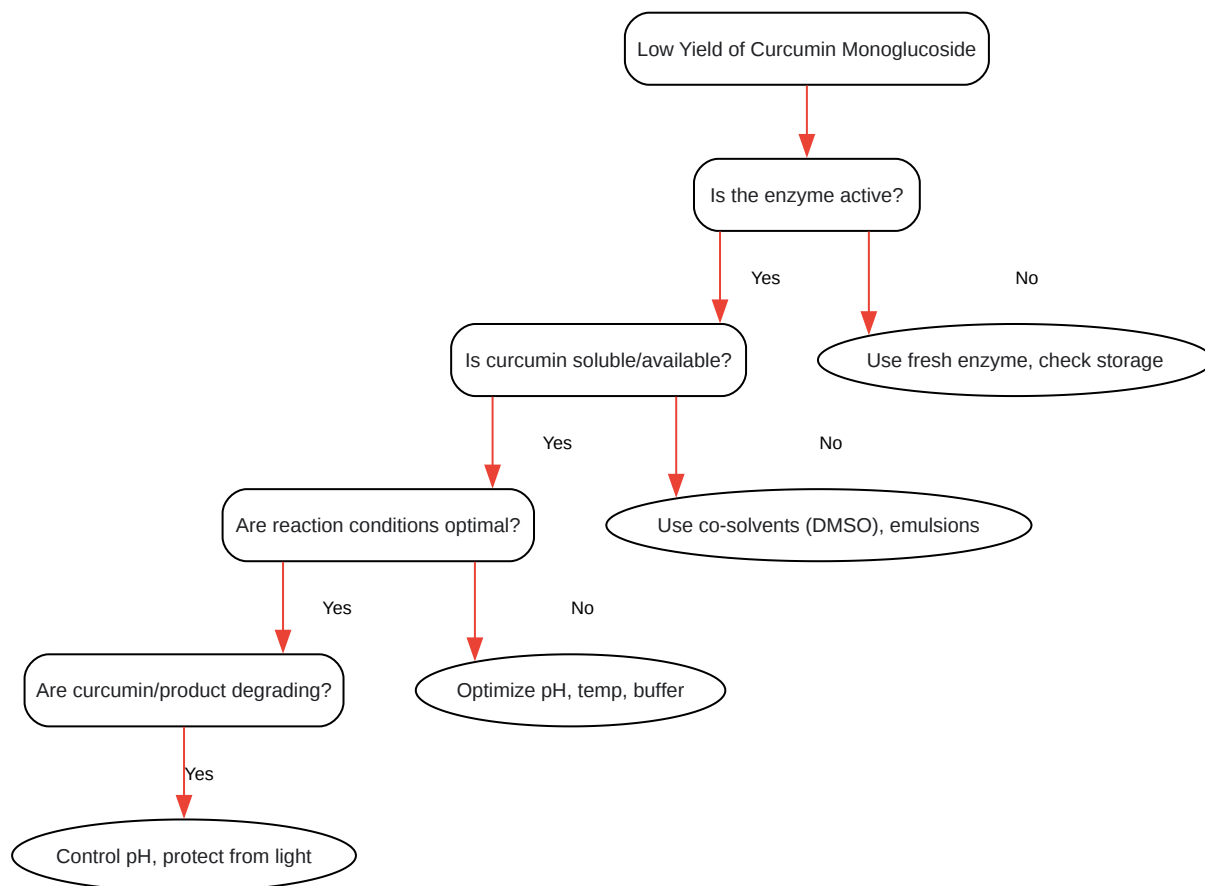 Low Yield of Curcumin Monoglucoside
Is the enzyme active?
Yes
No
Is curcumin soluble/available?
Use fresh enzyme, check storage
Yes
No
Are reaction conditions optimal?
Use co-solvents (DMSO), emulsions
Yes
No
Are curcumin/product degrading?
Optimize pH, temp, buffer
Yes
Control pH, protect from light